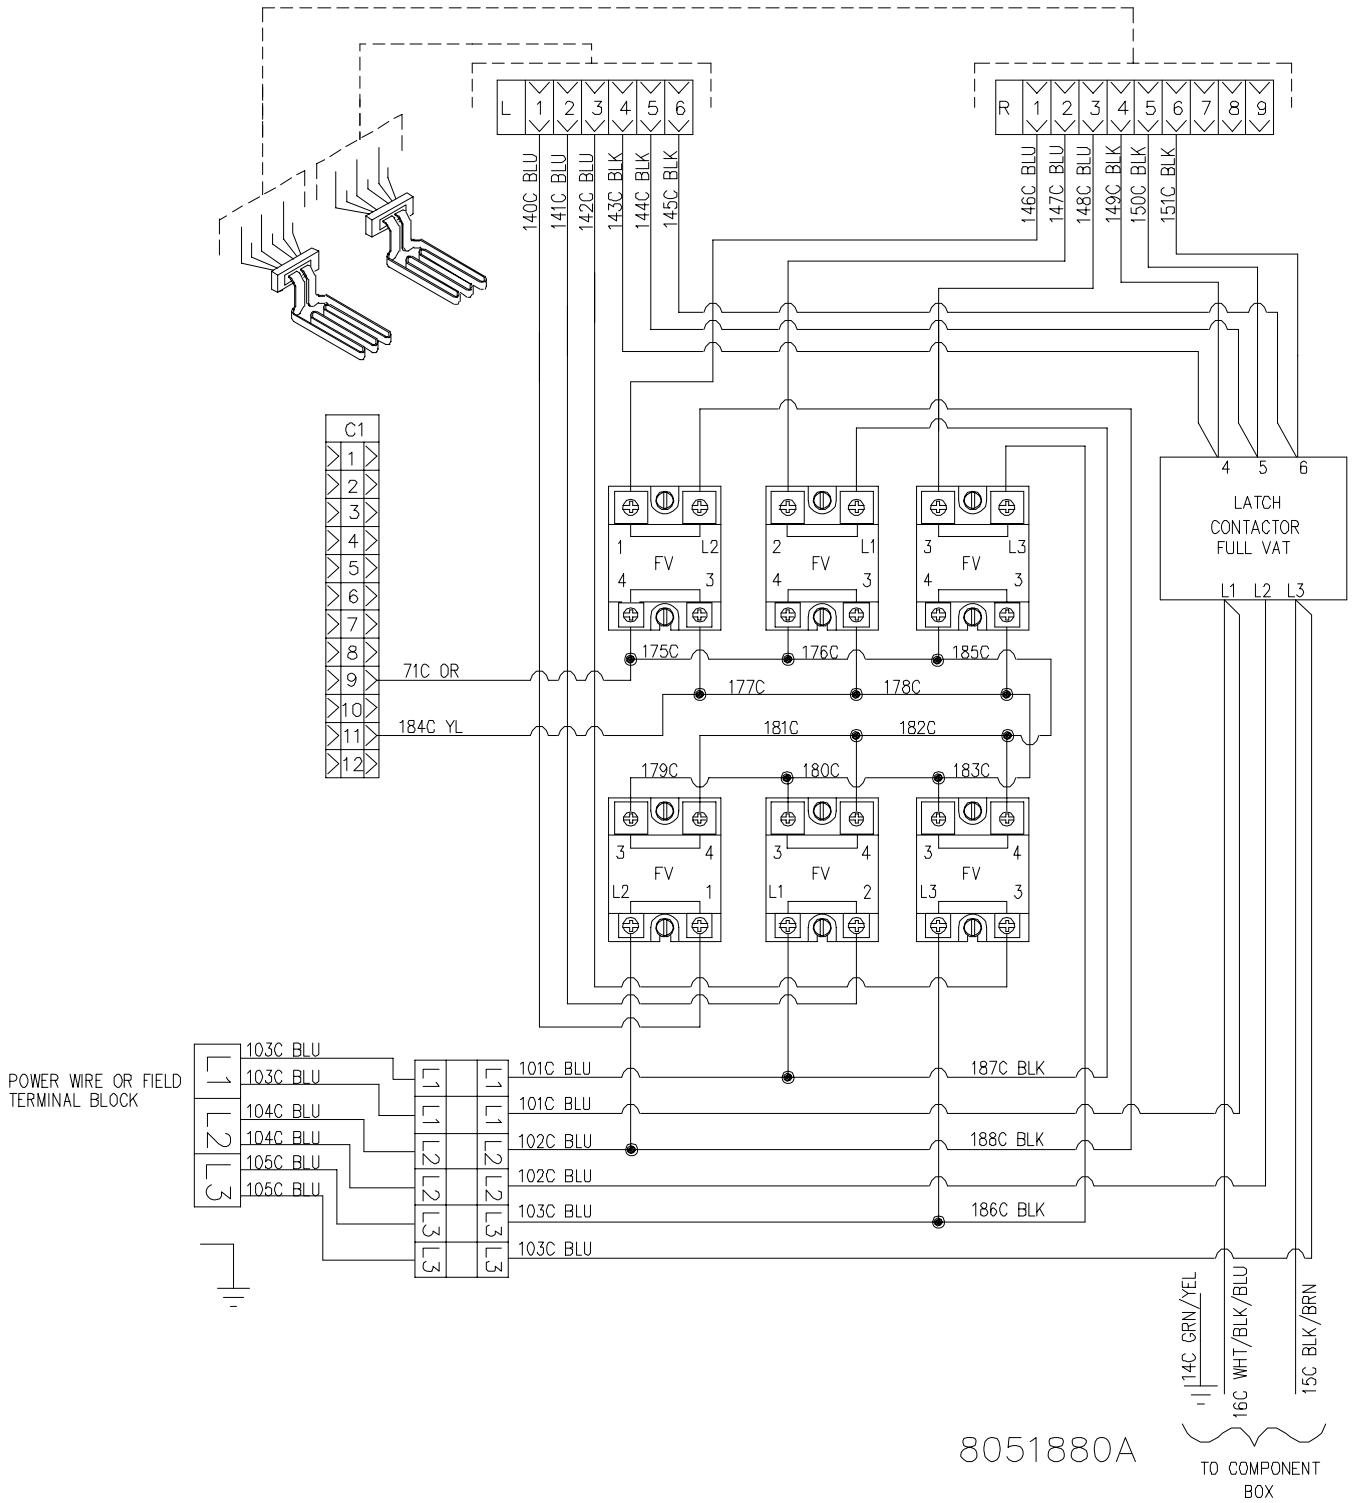 L 1 2 3 4 5 6
R 1 2 3 4 5 6 7 8 9
140C BLU
141C BLU
142C BLU
143C BLK
144C BLK
145C BLK
146C BLU
147C BLU
148C BLU
149C BLK
150C BLK
151C BLK
C1
1
2
3
4
5
6
7
8
9
10
11
12
71C OR
184C YL
1 L2
FV
4 3
2 L1
FV
4 3
3 L3
FV
4 3
4 5 6
LATCH
CONTACTOR
FULL VAT
L1 L2 L3
175C 176C 185C
177C 178C
181C 182C
179C 180C 183C
3 4
FV
L2 1
3 4
FV
L1 2
3 4
FV
L3 3
POWER WIRE OR FIELD
TERMINAL BLOCK
L1
L2
L3
103C BLU
103C BLU
104C BLU
104C BLU
105C BLU
105C BLU
L1 L1
L1 L1
L2 L2
L2 L2
L3 L3
L3 L3
101C BLU 187C BLK
101C BLU
102C BLU 188C BLK
102C BLU
103C BLU 186C BLK
103C BLU
14C GRN/YEL
16C WHT/BLK/BLU
15C BLK/BRN
8051880A
TO COMPONENT
BOX